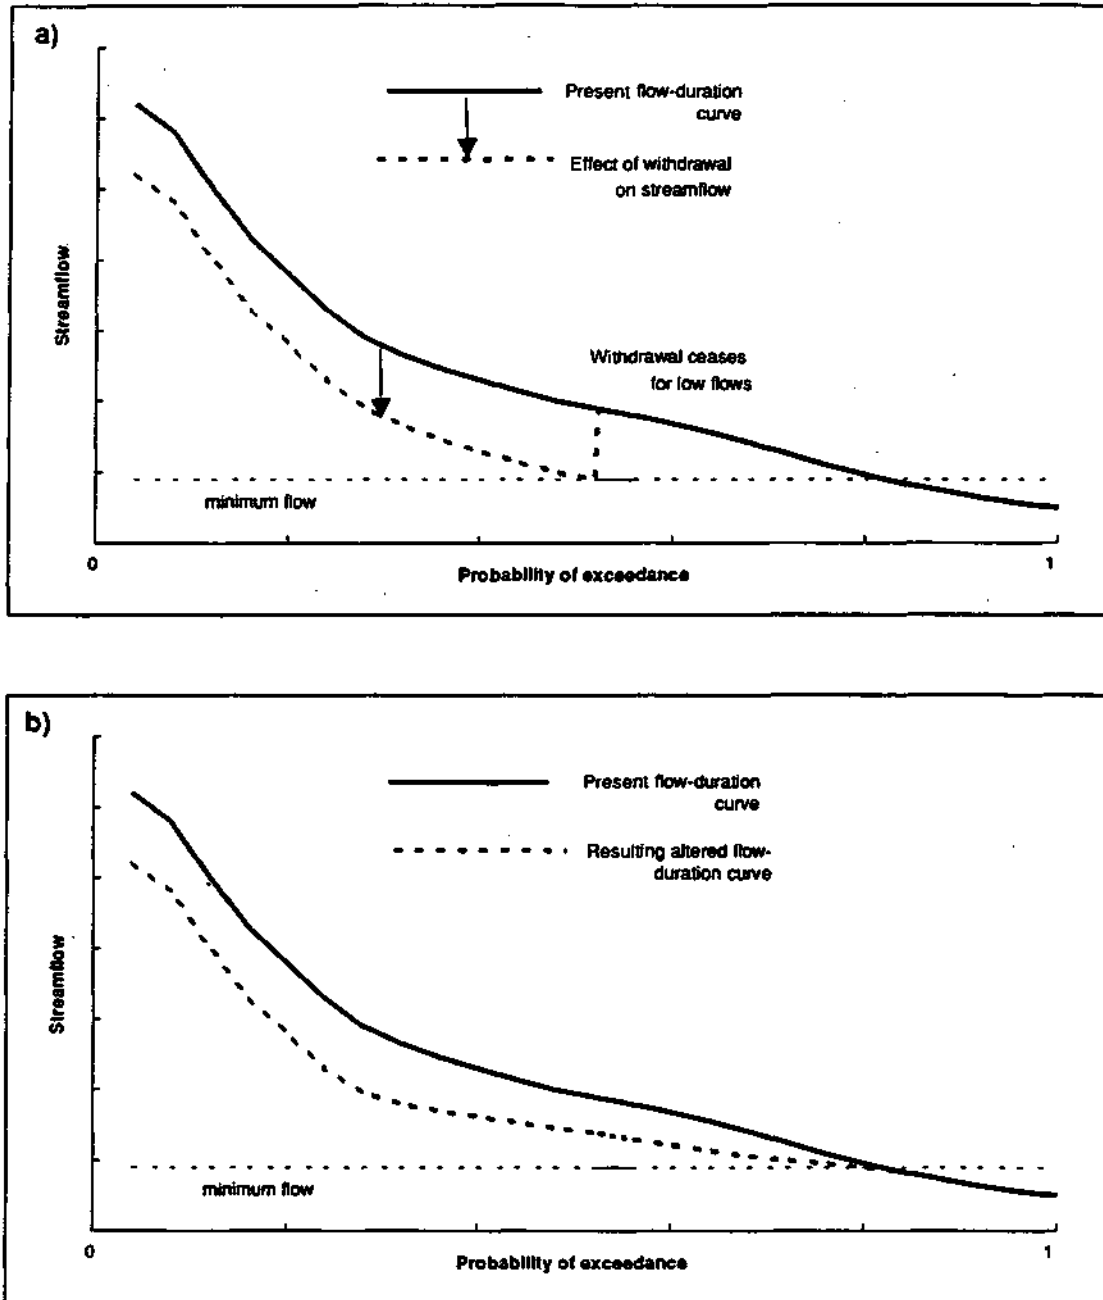 a)
Present flow-duration
curve
Effect of withdrawal
on streamflow
Streamflow
Withdrawal ceases
for low flows
minimum flow
0
1
Probability of exceedance
b)
Present flow-duration
curve
Resulting altered flow-
duration curve
Streamflow
minimum flow
0
1
Probability of exceedance